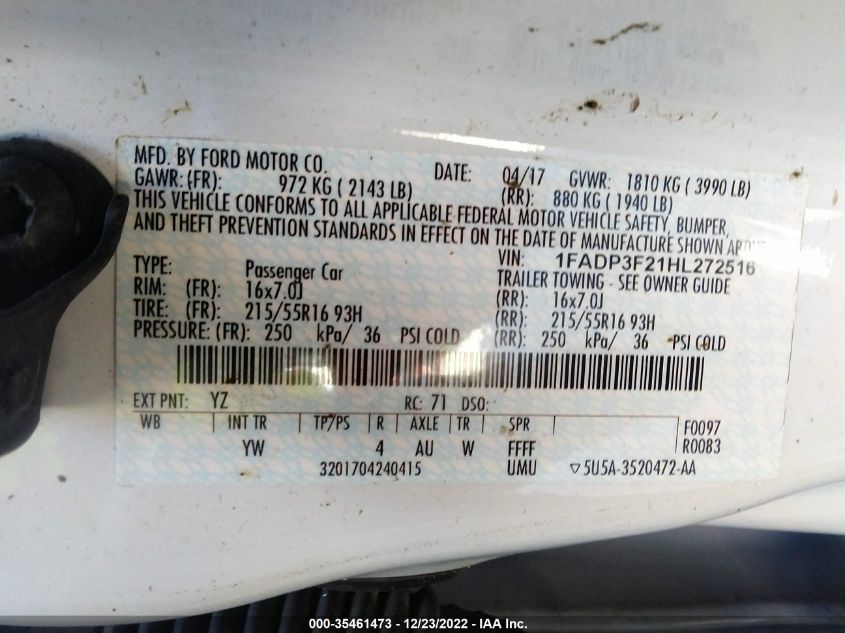 MFD. BY FORD MOTOR CO. DATE: 04/17 GVWR: 1810 KG ( 3990 LB)
GAWR: (FR): 972 KG ( 2143 LB) (RR): 880 KG ( 1940 LB)
THIS VEHICLE CONFORMS TO ALL APPLICABLE FEDERAL MOTOR VEHICLE SAFETY, BUMPER,
AND THEFT PREVENTION STANDARDS IN EFFECT ON THE DATE OF MANUFACTURE SHOWN ABOVE.
VIN: 1FADP3F21HL272516
TYPE: Passenger Car TRAILER TOWING - SEE OWNER GUIDE
RIM: (FR): 16x7.0J (RR): 16x7.0J
TIRE: (FR): 215/55R16 93H (RR): 215/55R16 93H
PRESSURE: (FR): 250 kPa/ 36 PSI COLD (RR): 250 kPa/ 36 PSI COLD
EXT PNT: YZ RC: 71 DSO:
WB INT TR TP/PS R AXLE TR SPR F0097
YW 4 AU W FFFF R0083
3201704240415 UMU ▽5U5A-3520472-AA
000-35461473 - 12/23/2022 - IAA Inc.